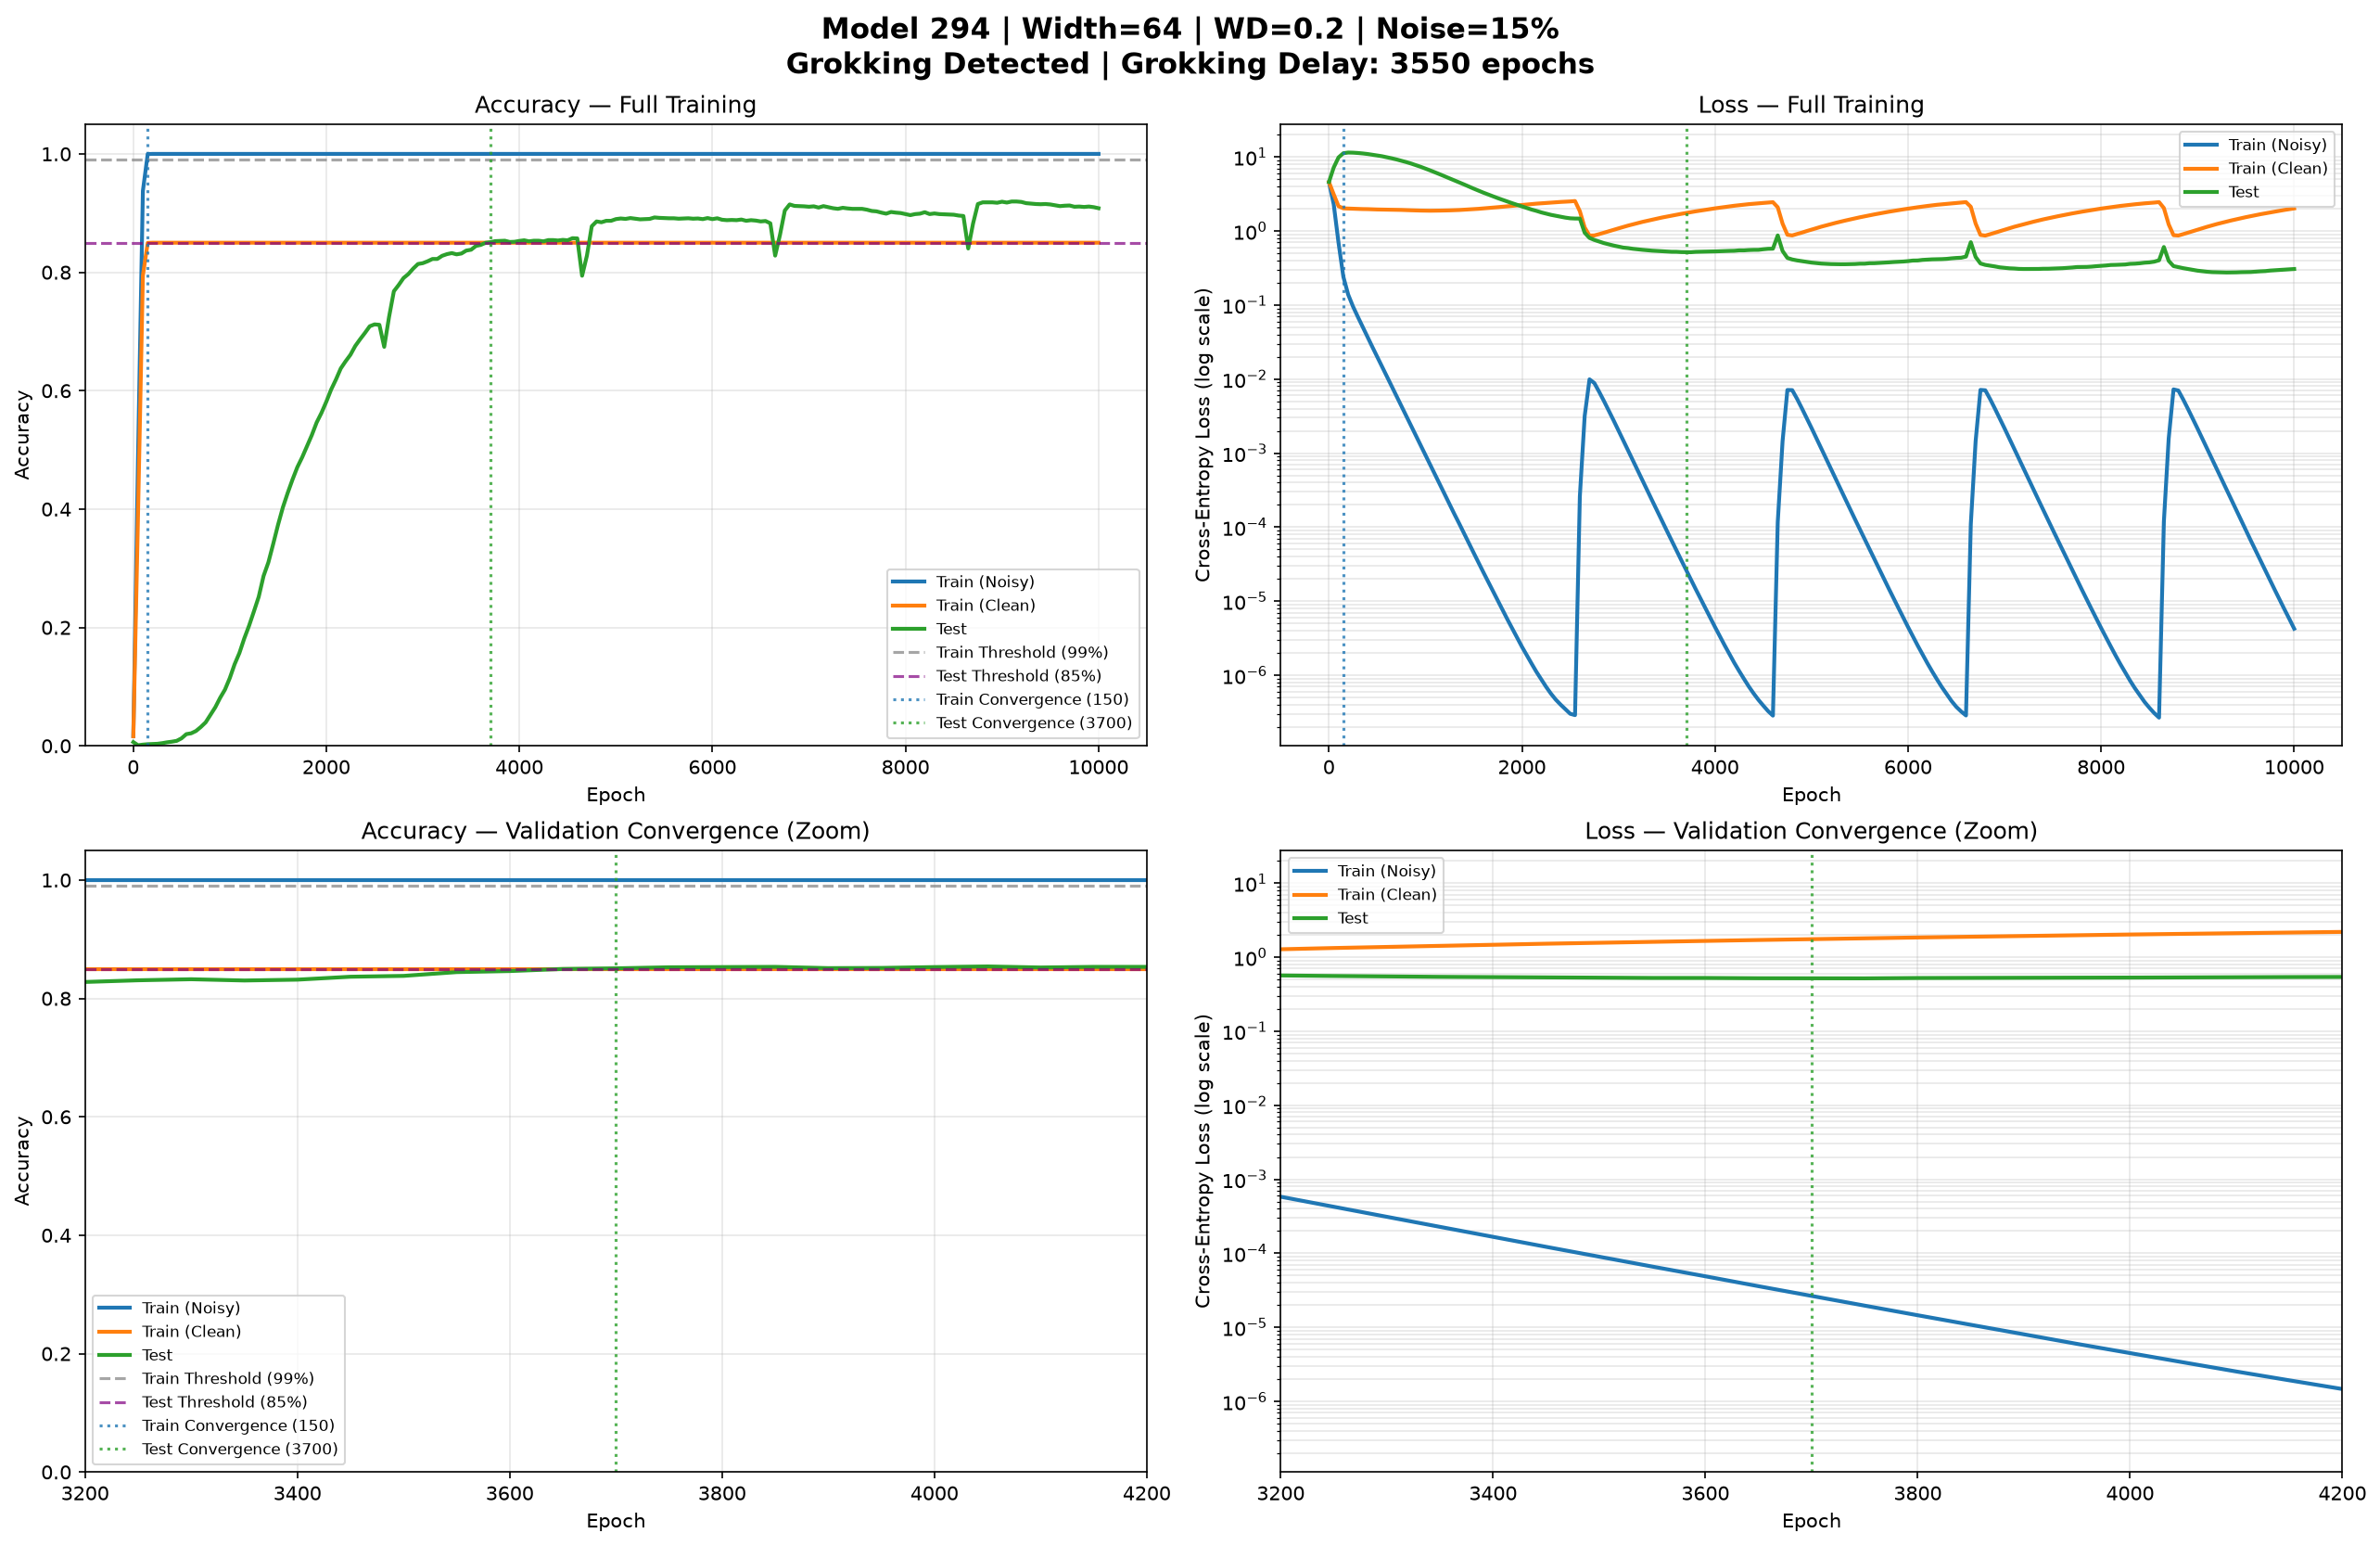 Model 294 | Width=64 | WD=0.2 | Noise=15%
Grokking Detected | Grokking Delay: 3550 epochs
Accuracy — Full Training
1.0
0.8
0.6
0.4
0.2
0.0
Accuracy
0
2000
4000
6000
8000
10000
Epoch
Train (Noisy)
Train (Clean)
Test
Train Threshold (99%)
Test Threshold (85%)
Train Convergence (150)
Test Convergence (3700)
Loss — Full Training
10^1
10^0
10^-1
10^-2
10^-3
10^-4
10^-5
10^-6
Cross-Entropy Loss (log scale)
0
2000
4000
6000
8000
10000
Epoch
Train (Noisy)
Train (Clean)
Test
Accuracy — Validation Convergence (Zoom)
1.0
0.8
0.6
0.4
0.2
0.0
Accuracy
3200
3400
3600
3800
4000
4200
Epoch
Train (Noisy)
Train (Clean)
Test
Train Threshold (99%)
Test Threshold (85%)
Train Convergence (150)
Test Convergence (3700)
Loss — Validation Convergence (Zoom)
10^1
10^0
10^-1
10^-2
10^-3
10^-4
10^-5
10^-6
Cross-Entropy Loss (log scale)
3200
3400
3600
3800
4000
4200
Epoch
Train (Noisy)
Train (Clean)
Test